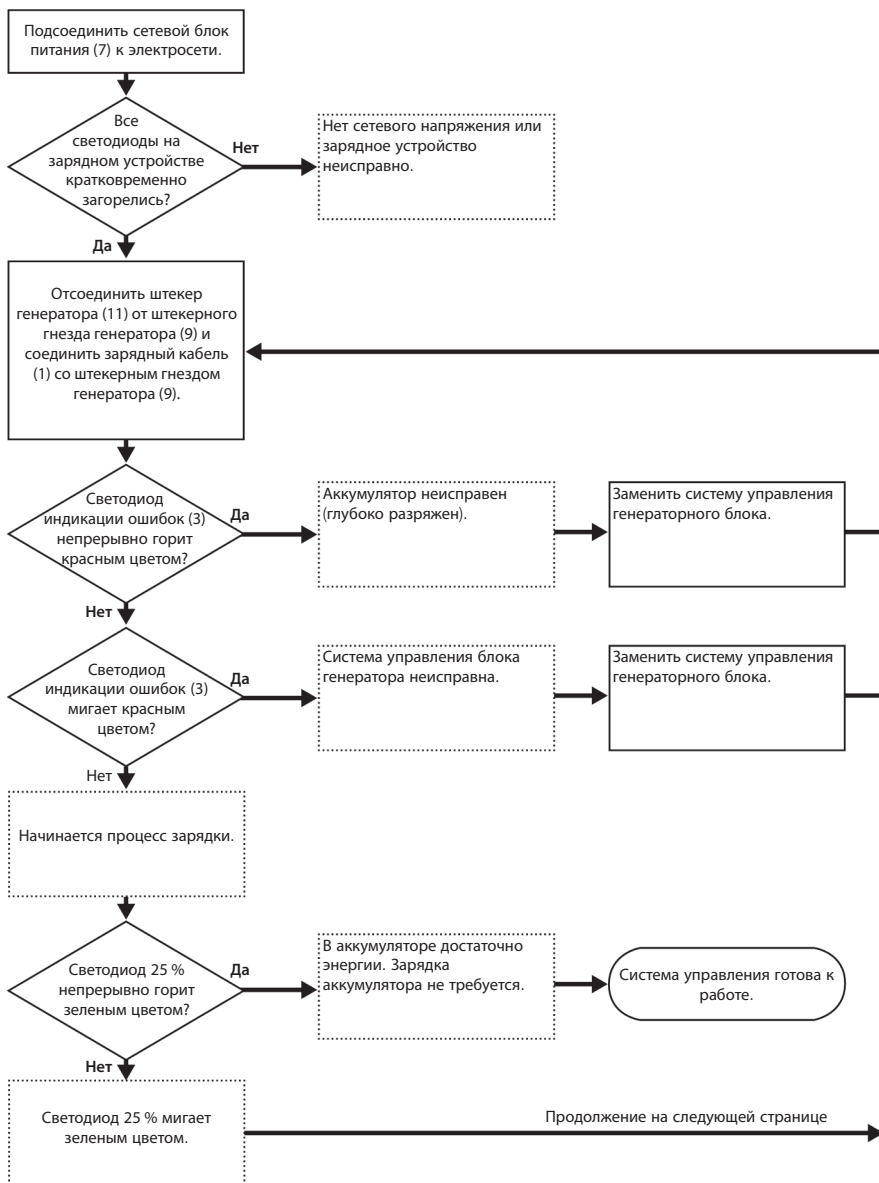 Подсоединить сетевой блок
питания (7) к электросети.
Все
светодиоды на
зарядном устройстве
кратковременно
загорелись?
Нет
Нет сетевого напряжения или
зарядное устройство
неисправно.
Да
Отсоединить штекер
генератора (11) от штекерного
гнезда генератора (9) и
соединить зарядный кабель
(1) со штекерным гнездом
генератора (9).
Светодиод
индикации ошибок (3)
непрерывно горит
красным цветом?
Да
Аккумулятор неисправен
(глубоко разряжен).
Заменить систему управления
генераторного блока.
Нет
Светодиод
индикации ошибок (3)
мигает красным
цветом?
Да
Система управления блока
генератора неисправна.
Заменить систему управления
генераторного блока.
Нет
Начинается процесс зарядки.
Светодиод 25 %
непрерывно горит
зеленым цветом?
Да
В аккумуляторе достаточно
энергии. Зарядка
аккумулятора не требуется.
Система управления готова к
работе.
Нет
Светодиод 25 % мигает
зеленым цветом.
Продолжение на следующей странице